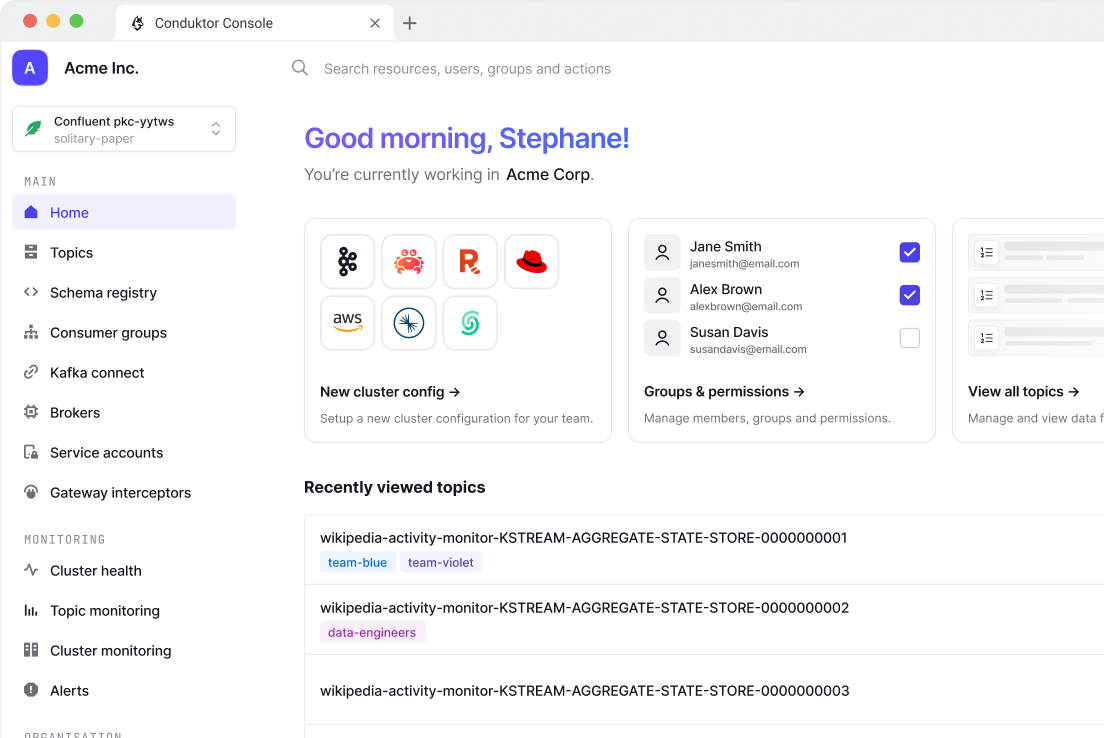 Conduktor Console
A
Acme Inc.
Search resources, users, groups and actions
Confluent pkc-yytws
solitary-paper
MAIN
Home
Topics
Schema registry
Consumer groups
Kafka connect
Brokers
Service accounts
Gateway interceptors
MONITORING
Cluster health
Topic monitoring
Cluster monitoring
Alerts
ORGANISATION
Good morning, Stephane!
You’re currently working in Acme Corp.
aws
New cluster config →
Setup a new cluster configuration for your team.
Jane Smith
janesmith@email.com
Alex Brown
alexbrown@email.com
Susan Davis
susandavis@email.com
Groups & permissions →
Manage members, groups and permissions.
View all topics →
Manage and view data f
Recently viewed topics
wikipedia-activity-monitor-KSTREAM-AGGREGATE-STATE-STORE-0000000001
team-blue team-violet
wikipedia-activity-monitor-KSTREAM-AGGREGATE-STATE-STORE-0000000002
data-engineers
wikipedia-activity-monitor-KSTREAM-AGGREGATE-STATE-STORE-0000000003